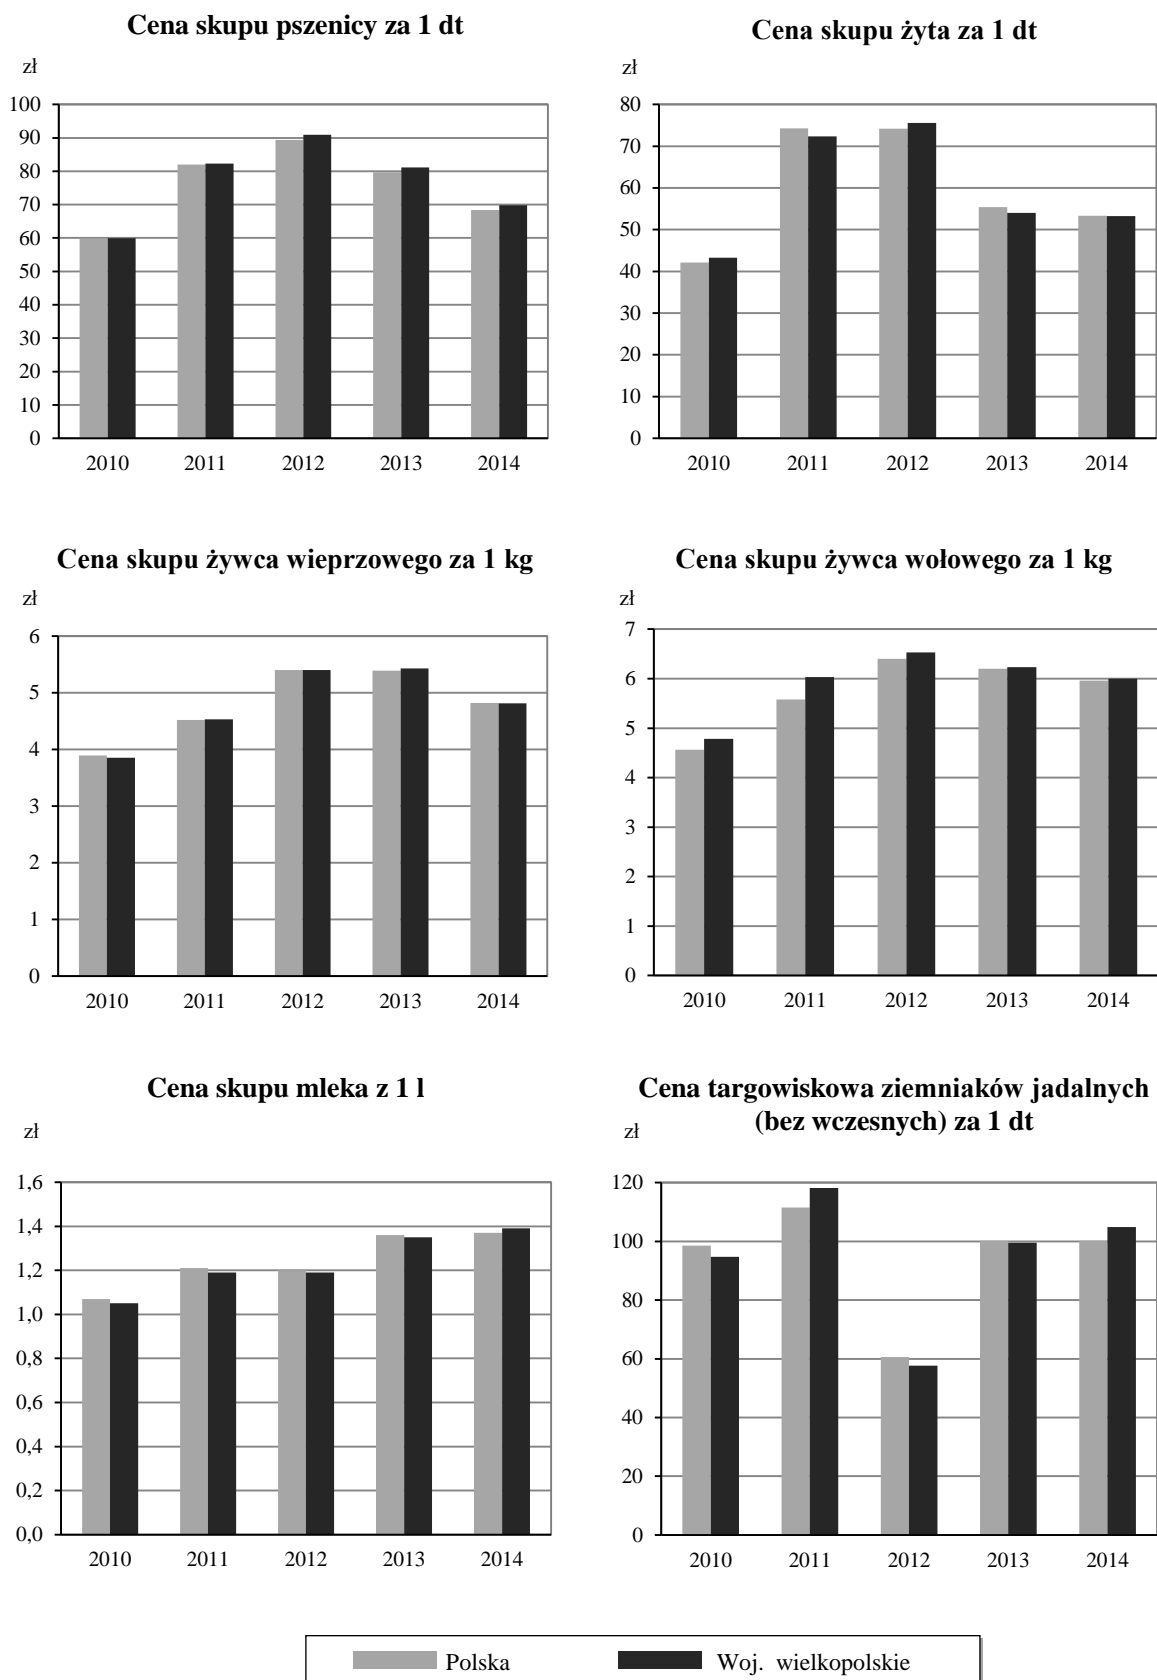 Cena skupu pszenicy za 1 dt
zł
100
90
80
70
60
50
40
30
20
10
0
2010 2011 2012 2013 2014
Cena skupu żyta za 1 dt
zł
80
70
60
50
40
30
20
10
0
2010 2011 2012 2013 2014
Cena skupu żywca wieprzowego za 1 kg
zł
6
5
4
3
2
1
0
2010 2011 2012 2013 2014
Cena skupu żywca wołowego za 1 kg
zł
7
6
5
4
3
2
1
0
2010 2011 2012 2013 2014
Cena skupu mleka z 1 l
zł
1,6
1,4
1,2
1,0
0,8
0,6
0,4
0,2
0,0
2010 2011 2012 2013 2014
Cena targowiskowa ziemniaków jadalnych
(bez wczesnych) za 1 dt
zł
120
100
80
60
40
20
0
2010 2011 2012 2013 2014
Polska Woj. wielkopolskie